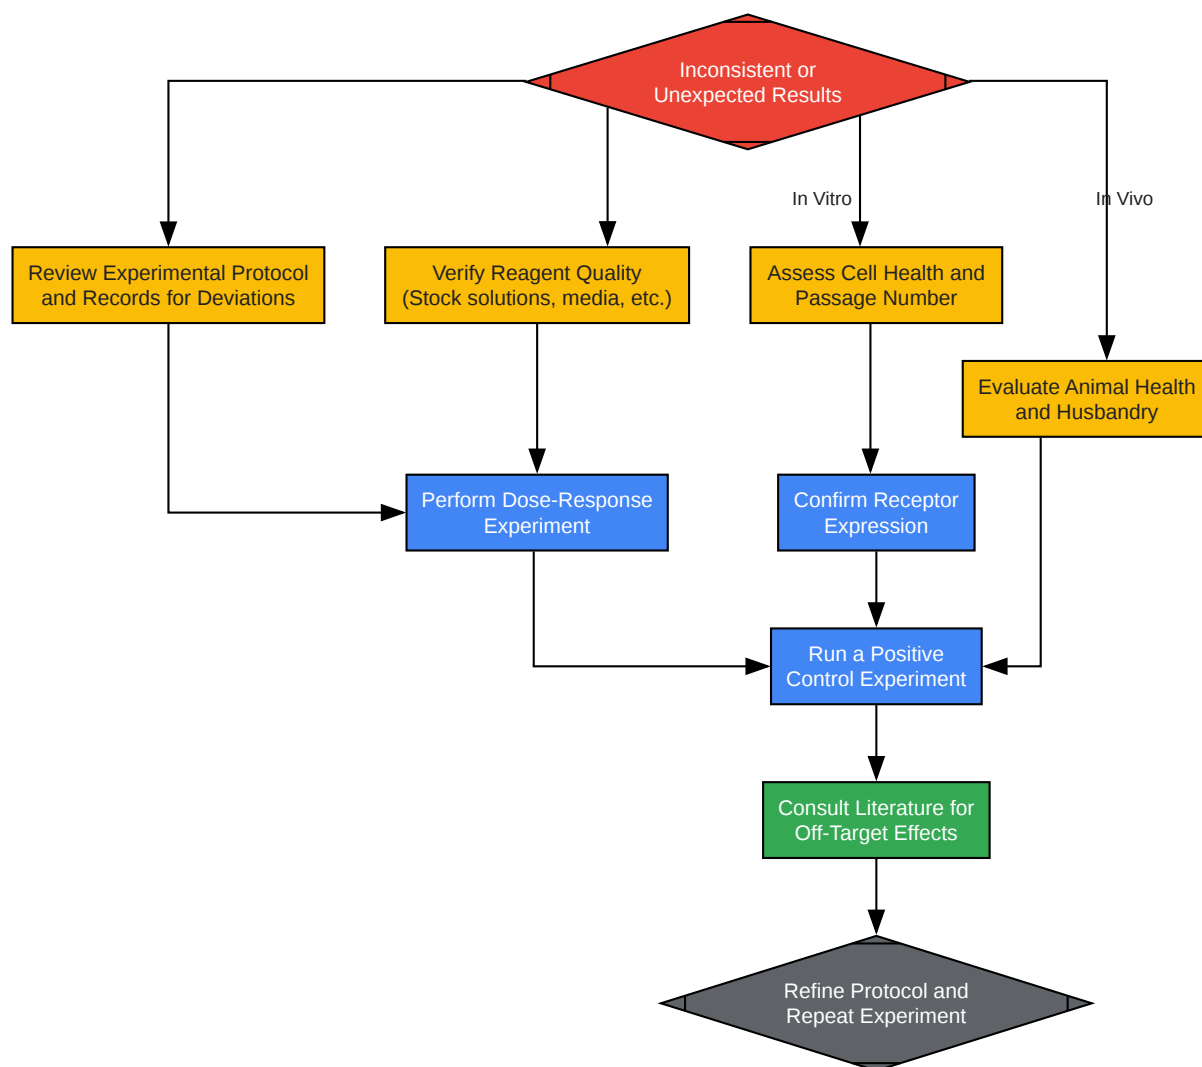 Inconsistent or
Unexpected Results
In Vitro
In Vivo
Review Experimental Protocol
and Records for Deviations
Verify Reagent Quality
(Stock solutions, media, etc.)
Assess Cell Health and
Passage Number
Evaluate Animal Health
and Husbandry
Perform Dose-Response
Experiment
Confirm Receptor
Expression
Run a Positive
Control Experiment
Consult Literature for
Off-Target Effects
Refine Protocol and
Repeat Experiment